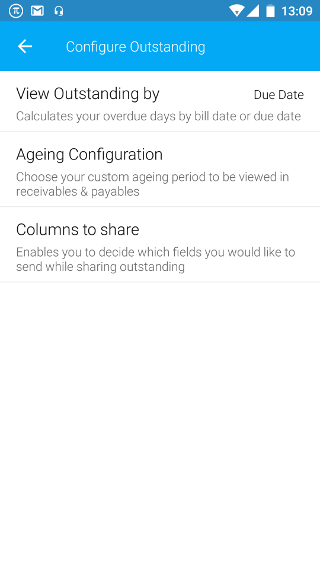 13:09
Configure Outstanding
View Outstanding by
Due Date
Calculates your overdue days by bill date or due date
Ageing Configuration
Choose your custom ageing period to be viewed in
receivables & payables
Columns to share
Enables you to decide which fields you would like to
send while sharing outstanding